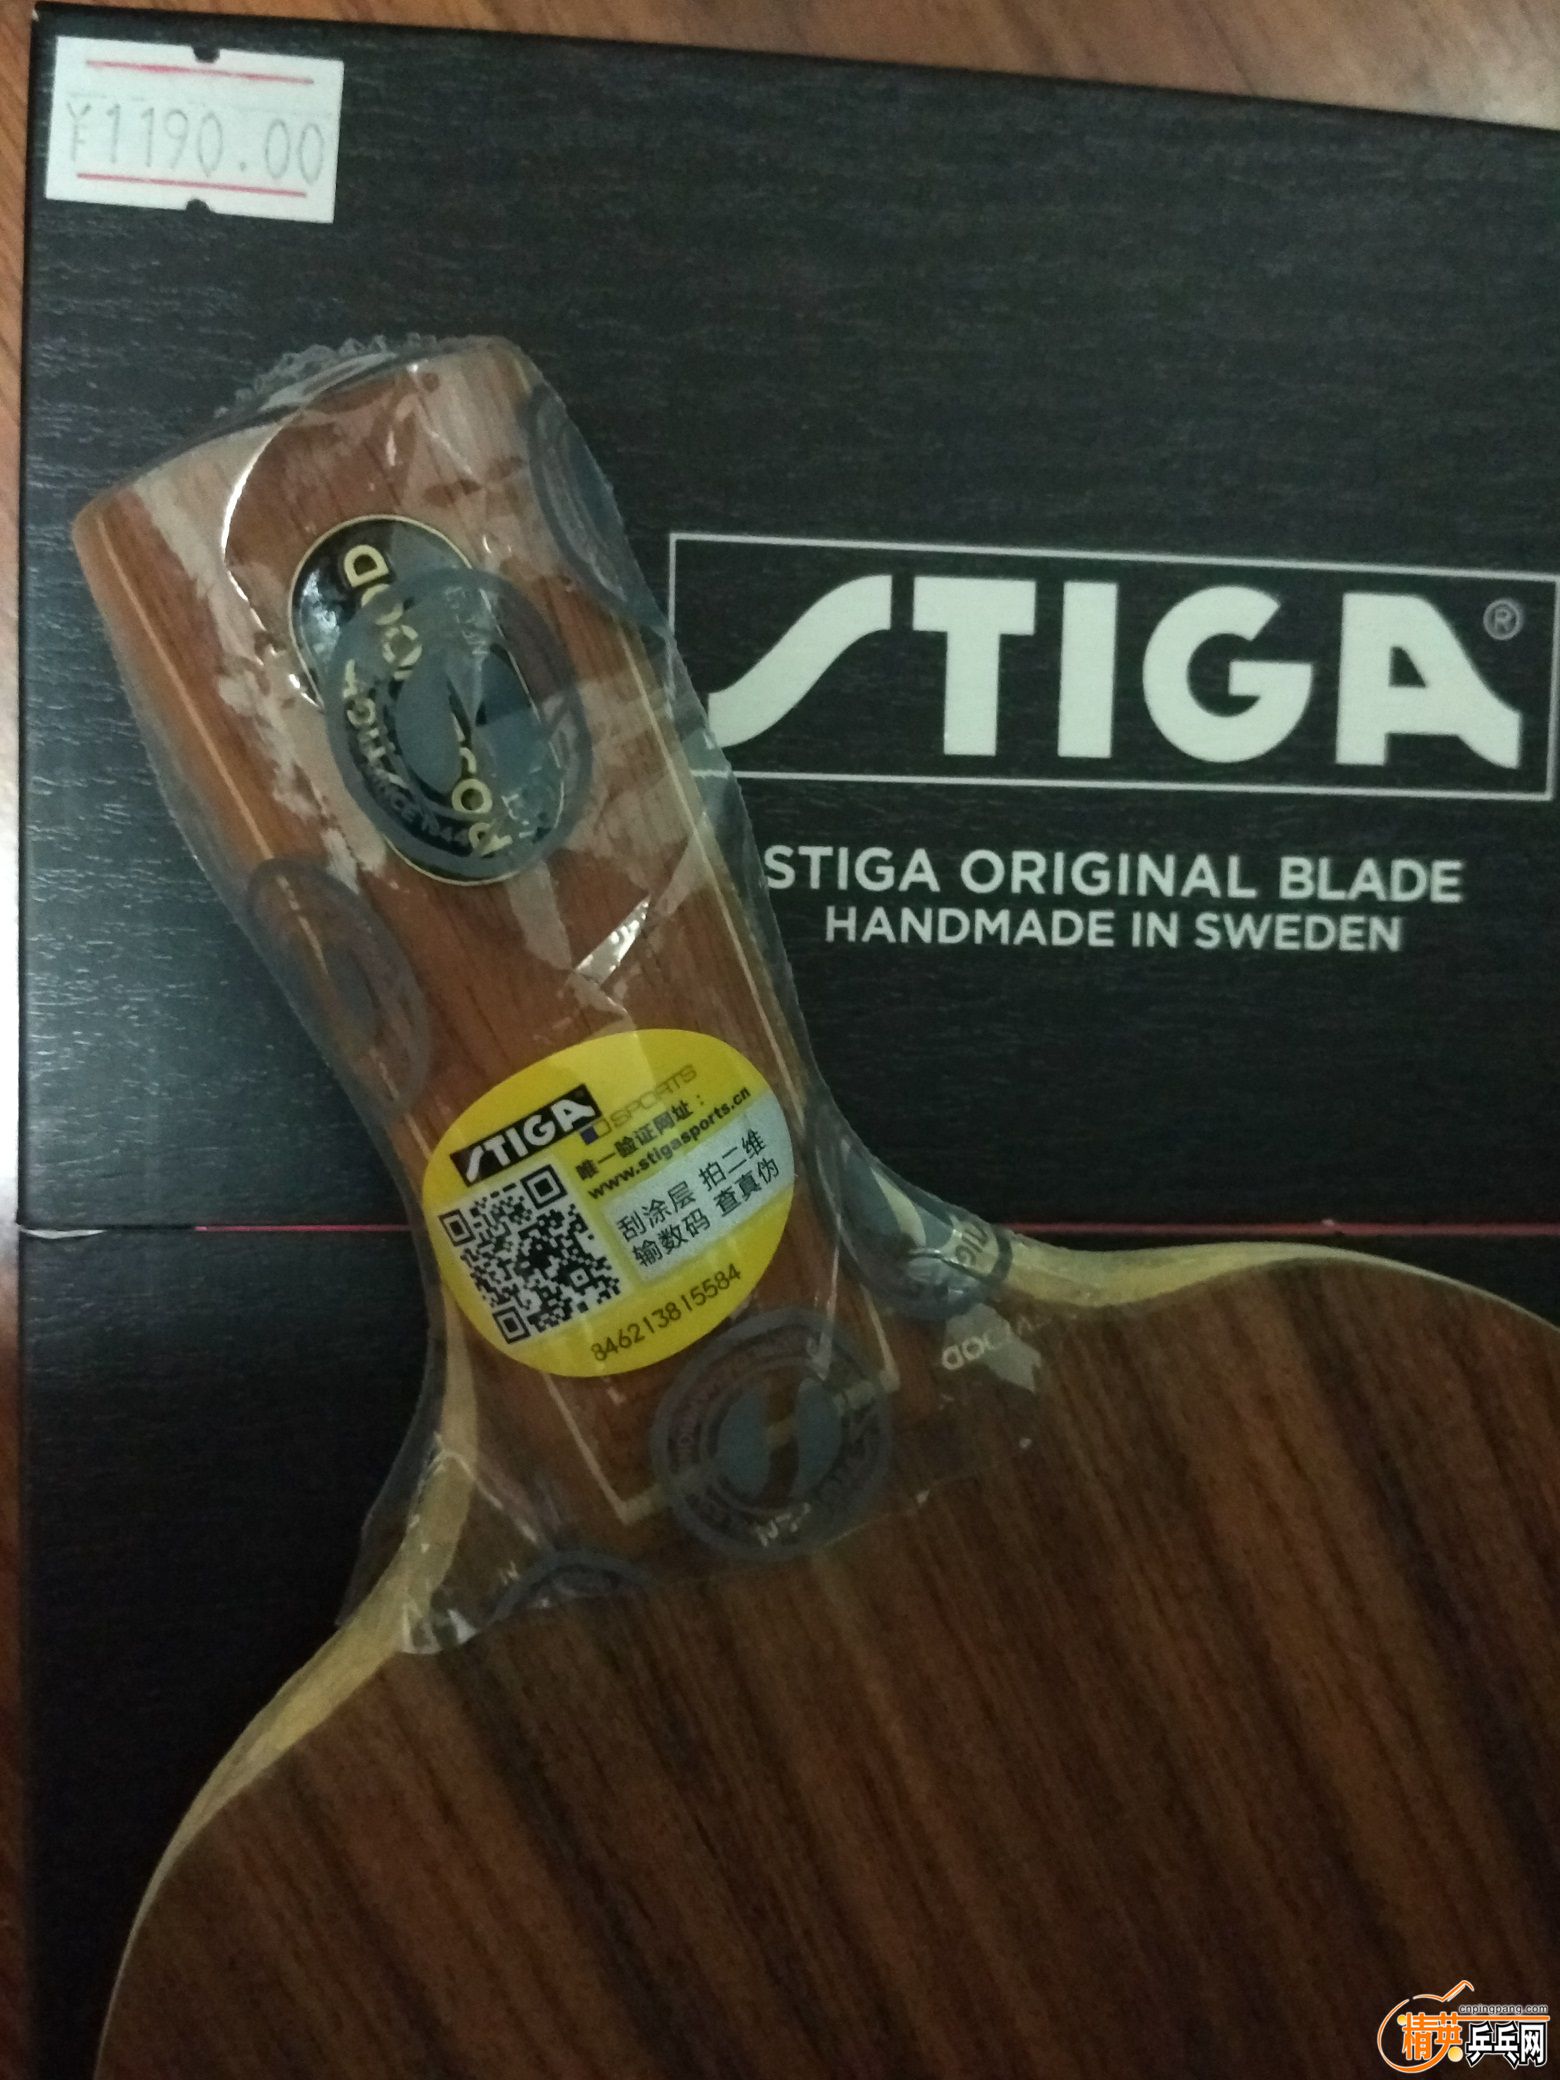 ¥1190.00
STIGA®
STIGA ORIGINAL BLADE
HANDMADE IN SWEDEN
STIGA
SPORTS
唯一验证网址：
www.stigasports.cn
刮涂层 拍二维
输数码 查真伪
846213815584
cnpingpang.com
精英乒乓网